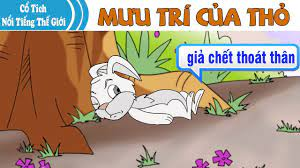 Cổ Tích
Nổi Tiếng Thế Giới
MƯU TRÍ CỦA THỎ
giả chết thoát thân